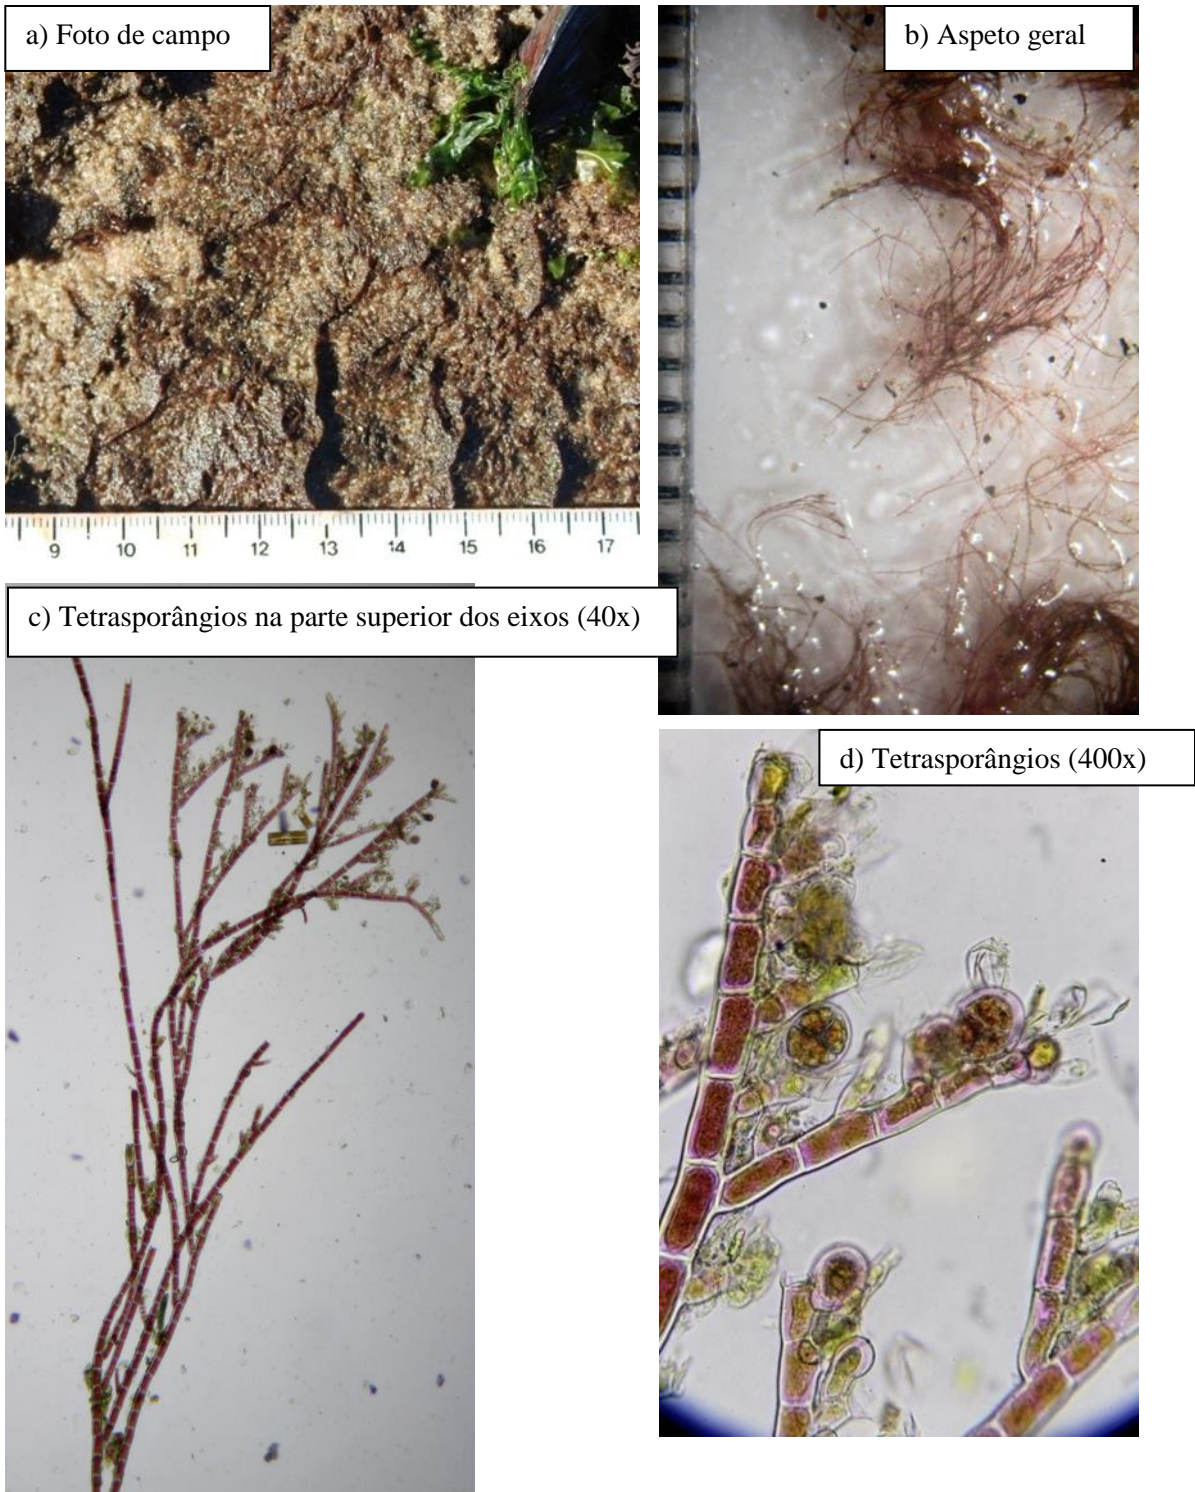 a) Foto de campo
b) Aspeto geral
9 10 11 12 13 14 15 16 17
c) Tetrasporângios na parte superior dos eixos (40x)
d) Tetrasporângios (400x)